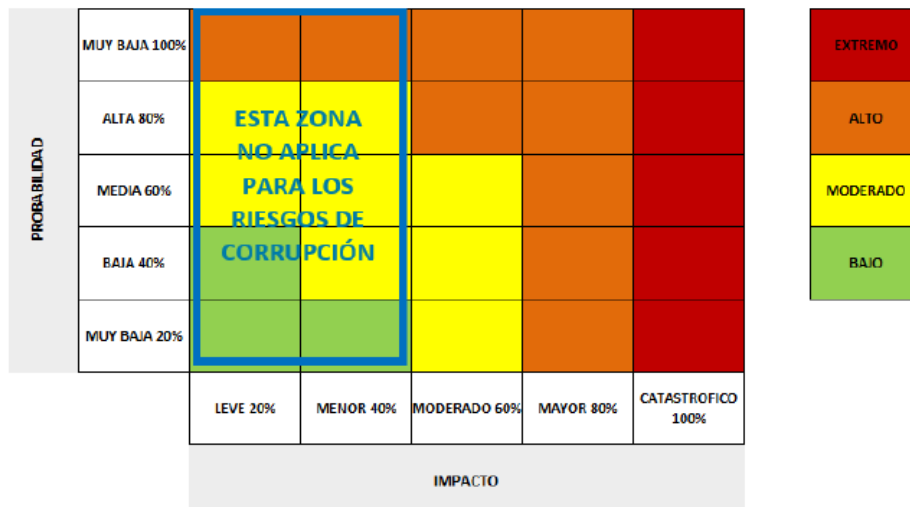 PROBABILIDAD
MUY BAJA 100%
ALTA 80%
MEDIA 60%
BAJA 40%
MUY BAJA 20%
ESTA ZONA
NO APLICA
PARA LOS
RIESGOS DE
CORRUPCIÓN
LEVE 20%
MENOR 40%
MODERADO 60%
MAYOR 80%
CATASTROFICO
100%
IMPACTO
EXTREMO
ALTO
MODERADO
BAJO